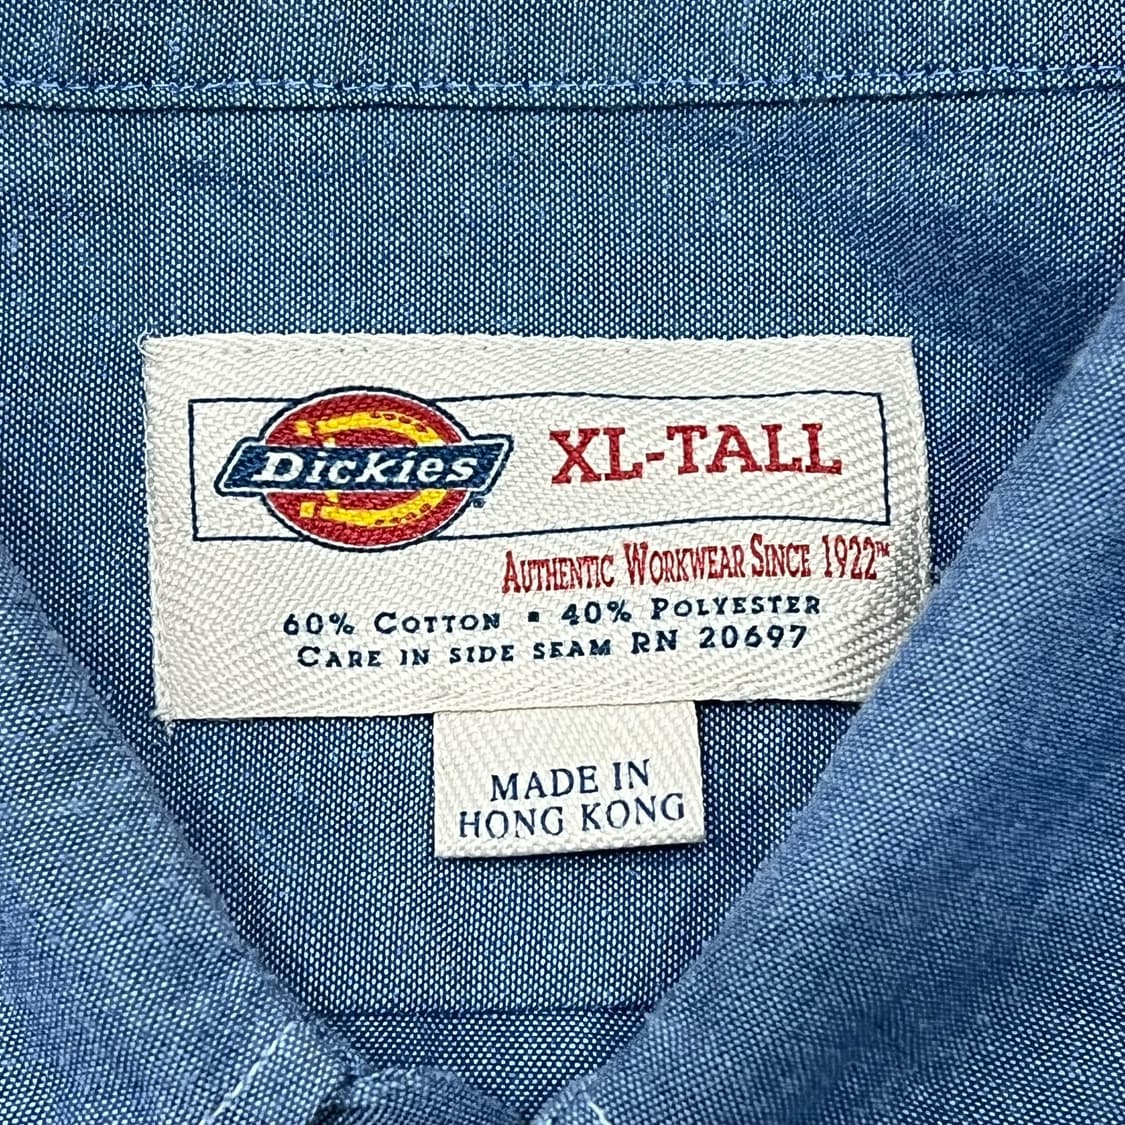 Dickies®
XL-TALL
AUTHENTIC WORKWEAR SINCE 1922™
60% COTTON ▪ 40% POLYESTER
CARE IN SIDE SEAM RN 20697
MADE IN
HONG KONG